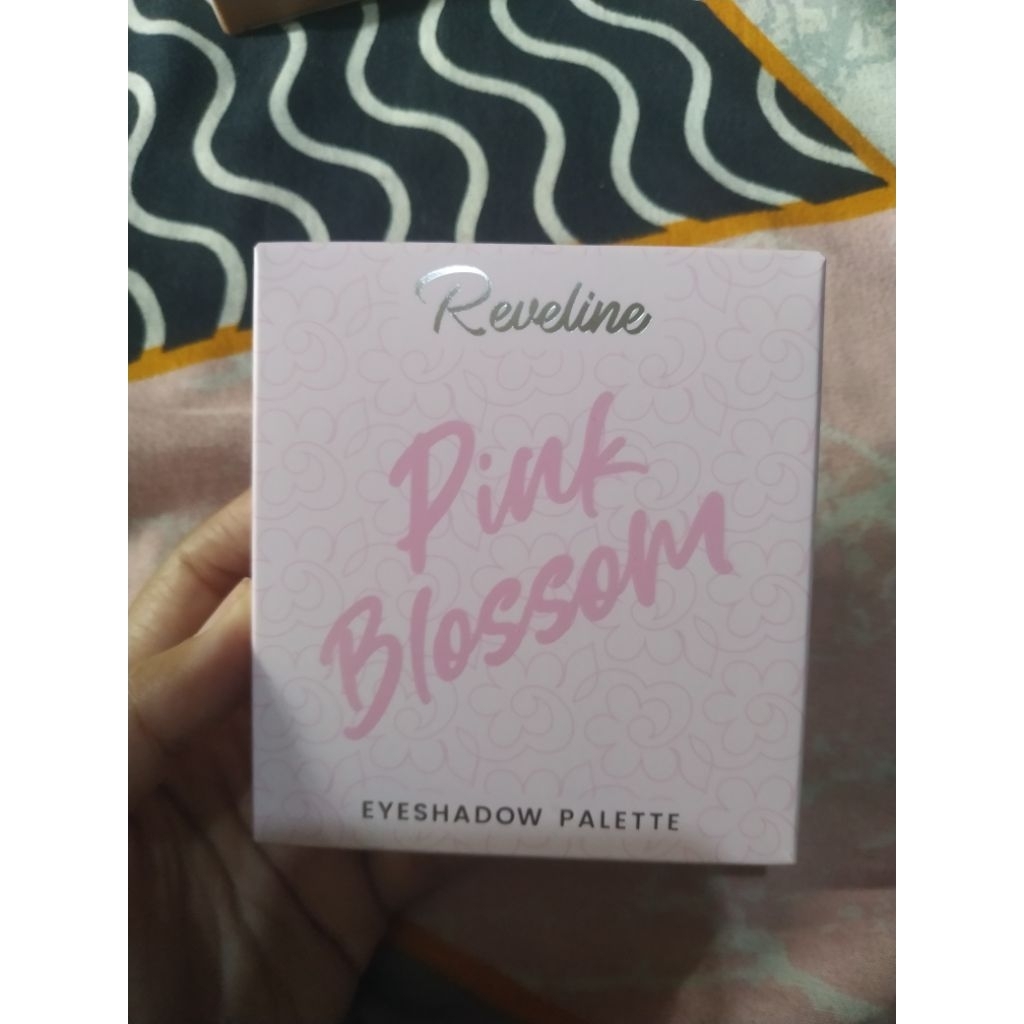 Reveline
Pink
Blossom
EYESHADOW PALETTE